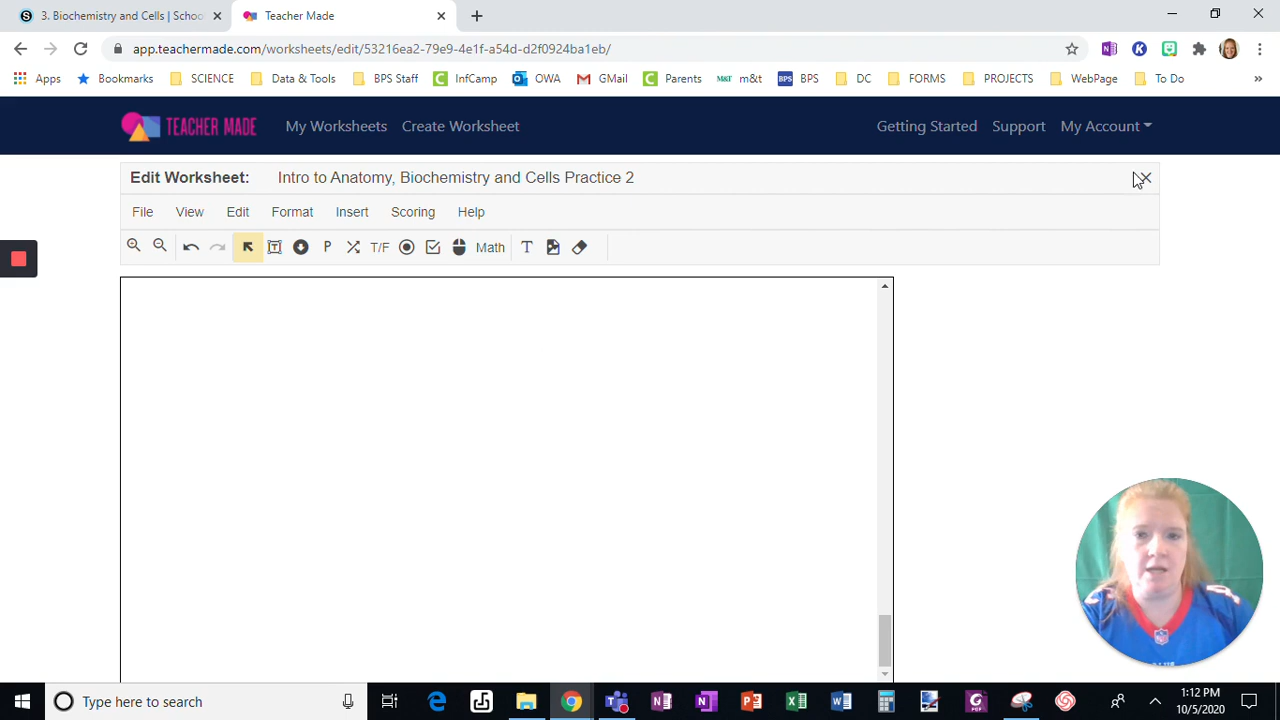 3. Biochemistry and Cells | Schoo
Teacher Made
app.teachermade.com/worksheets/edit/53216ea2-79e9-4e1f-a54d-d2f0924ba1eb/
Apps Bookmarks SCIENCE Data & Tools BPS Staff InfCamp OWA GMail Parents m&t BPS DC FORMS PROJECTS WebPage To Do »
TEACHER MADE My Worksheets Create Worksheet Getting Started Support My Account
Edit Worksheet: Intro to Anatomy, Biochemistry and Cells Practice 2
File View Edit Format Insert Scoring Help
P T/F Math T
Type here to search
1:12 PM
10/5/2020